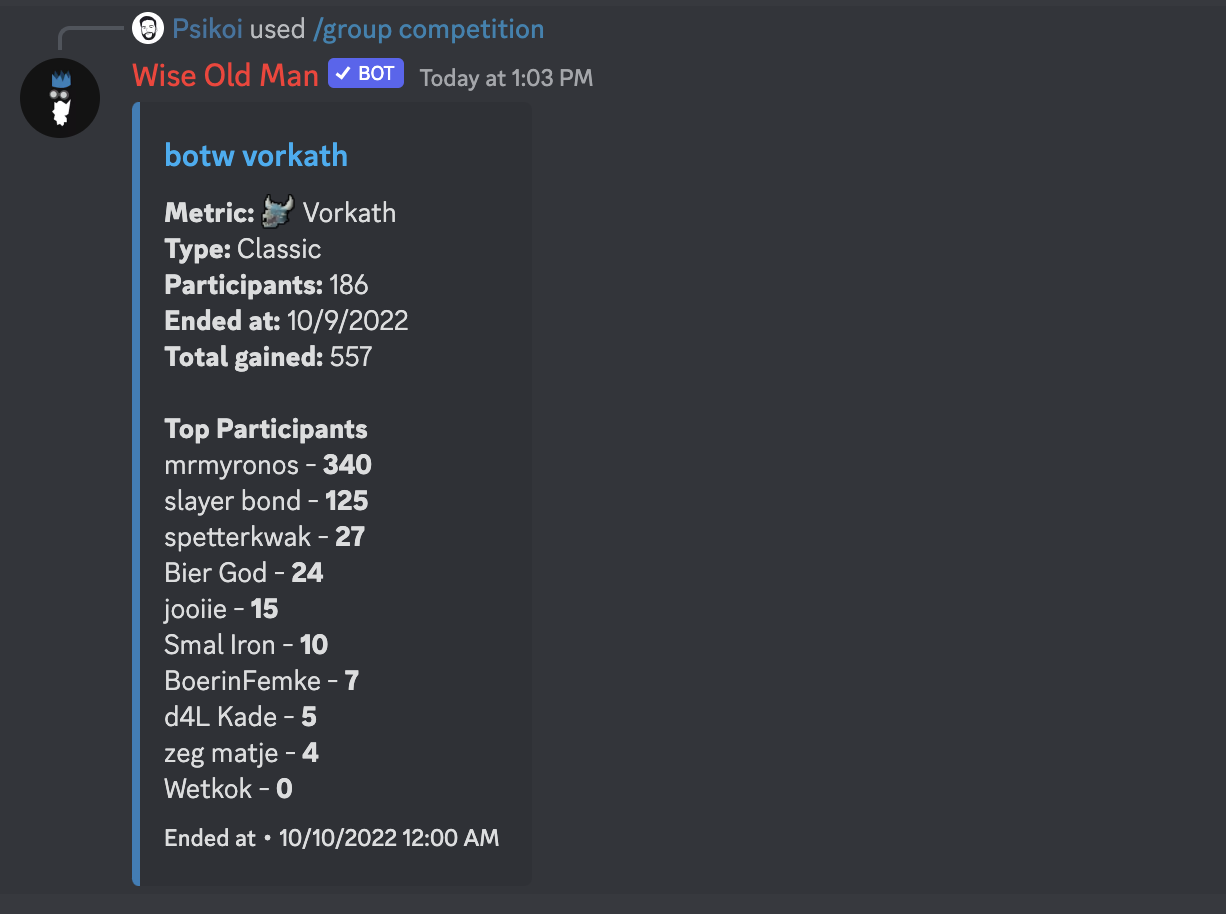 Psikoi used /group competition
Wise Old Man ✓ BOT Today at 1:03 PM
botw vorkath
Metric: Vorkath
Type: Classic
Participants: 186
Ended at: 10/9/2022
Total gained: 557
Top Participants
mrmyronos - 340
slayer bond - 125
spetterkwak - 27
Bier God - 24
jooiie - 15
Smal Iron - 10
BoerinFemke - 7
d4L Kade - 5
zeg matje - 4
Wetkok - 0
Ended at • 10/10/2022 12:00 AM